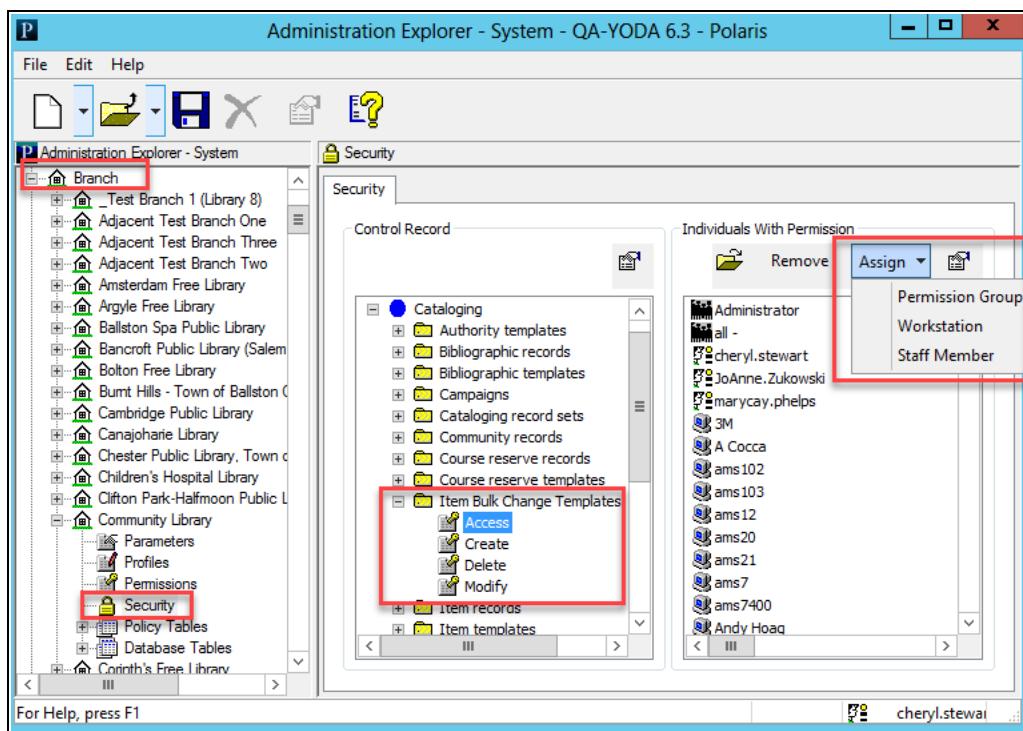 P
Administration Explorer - System - QA-YODA 6.3 - Polaris
File Edit Help
Administration Explorer - System
Branch
_Test Branch 1 (Library 8)
Adjacent Test Branch One
Adjacent Test Branch Three
Adjacent Test Branch Two
Amsterdam Free Library
Argyle Free Library
Ballston Spa Public Library
Bancroft Public Library (Salem
Bolton Free Library
Burnt Hills - Town of Ballston C
Cambridge Public Library
Canajoharie Library
Chester Public Library, Town o
Children's Hospital Library
Clifton Park-Halfmoon Public L
Community Library
Parameters
Profiles
Permissions
Security
Policy Tables
Database Tables
Corinth's Free Library
Security
Security
Control Record
Cataloging
Authority templates
Bibliographic records
Bibliographic templates
Campaigns
Cataloging record sets
Community records
Course reserve records
Course reserve templates
Item Bulk Change Templates
Access
Create
Delete
Modify
Item records
Item templates
Individuals With Permission
Remove Assign
Permission Group
Workstation
Staff Member
Administrator
all -
cheryl.stewart
JoAnne.Zukowski
marycay.phelps
3M
A Cocca
ams102
ams103
ams12
ams20
ams21
ams7
ams7400
Andy Hoag
For Help, press F1
cheryl.stewa